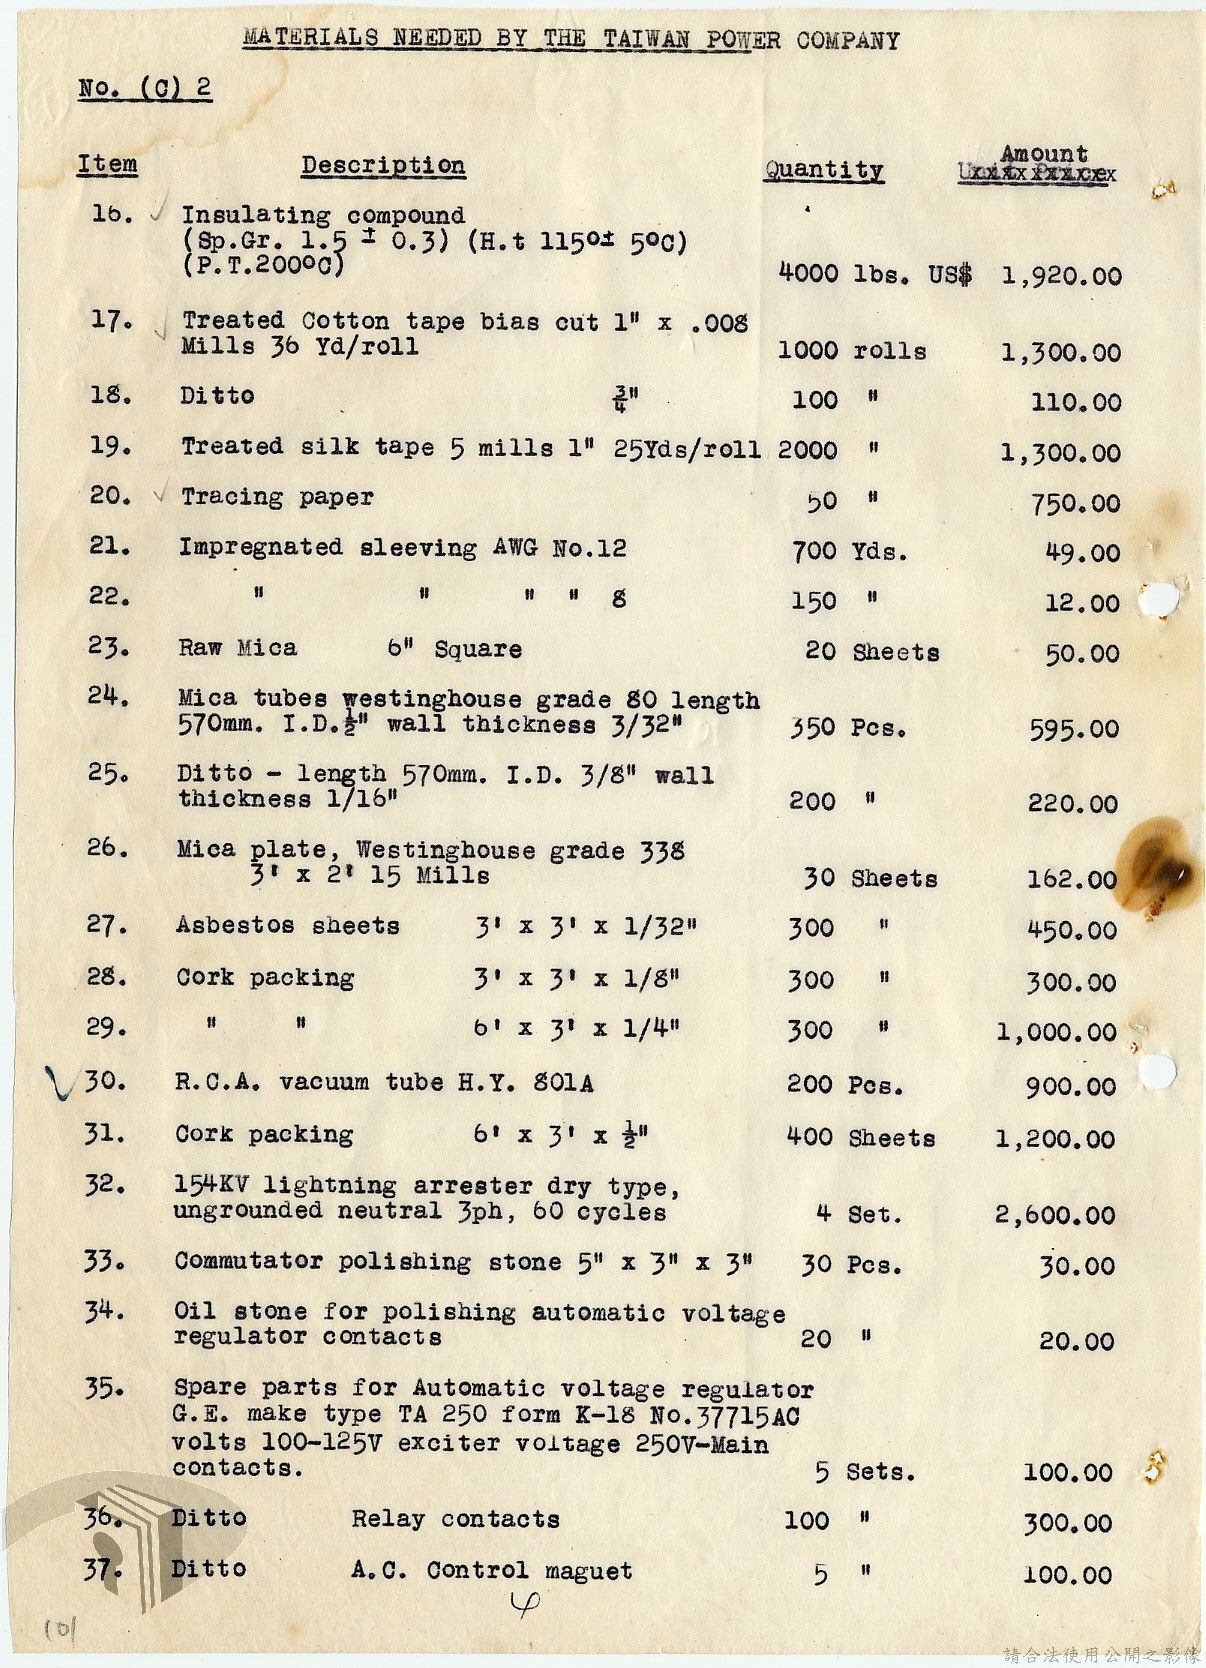 MATERIALS NEEDED BY THE TAIWAN POWER COMPANY
No. (C) 2
Item Description Quantity Amount
Unit Price
16. Insulating compound
(Sp.Gr. 1.5 ± 0.3) (H.t 115°± 5°C)
(P.T.200°C) 4000 lbs. US$ 1,920.00
17. Treated Cotton tape bias cut 1" x .008
Mills 36 Yd/roll 1000 rolls 1,300.00
18. Ditto ¾" 100 " 110.00
19. Treated silk tape 5 mills 1" 25Yds/roll 2000 " 1,300.00
20. Tracing paper 50 " 750.00
21. Impregnated sleeving AWG No.12 700 Yds. 49.00
22. " " " " 8 150 " 12.00
23. Raw Mica 6" Square 20 Sheets 50.00
24. Mica tubes westinghouse grade 80 length
570mm. I.D.½" wall thickness 3/32" 350 Pcs. 595.00
25. Ditto - length 570mm. I.D. 3/8" wall
thickness 1/16" 200 " 220.00
26. Mica plate, Westinghouse grade 338
3' x 2' 15 Mills 30 Sheets 162.00
27. Asbestos sheets 3' x 3' x 1/32" 300 " 450.00
28. Cork packing 3' x 3' x 1/8" 300 " 300.00
29. " " 6' x 3' x 1/4" 300 " 1,000.00
30. R.C.A. vacuum tube H.Y. 801A 200 Pcs. 900.00
31. Cork packing 6' x 3' x ½" 400 Sheets 1,200.00
32. 154KV lightning arrester dry type,
ungrounded neutral 3ph, 60 cycles 4 Set. 2,600.00
33. Commutator polishing stone 5" x 3" x 3" 30 Pcs. 30.00
34. Oil stone for polishing automatic voltage
regulator contacts 20 " 20.00
35. Spare parts for Automatic voltage regulator
G.E. make type TA 250 form K-18 No.37715AC
volts 100-125V exciter voltage 250V-Main
contacts. 5 Sets. 100.00
36. Ditto Relay contacts 100 " 300.00
37. Ditto A.C. Control maguet 5 " 100.00
4
101
請合法使用公開之影像